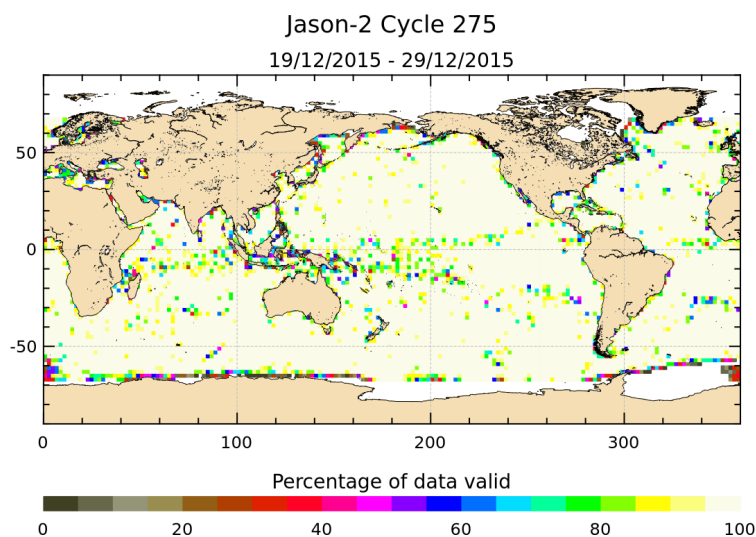 Jason-2 Cycle 275
19/12/2015 - 29/12/2015
50
0
-50
0 100 200 300
Percentage of data valid
0 20 40 60 80 100